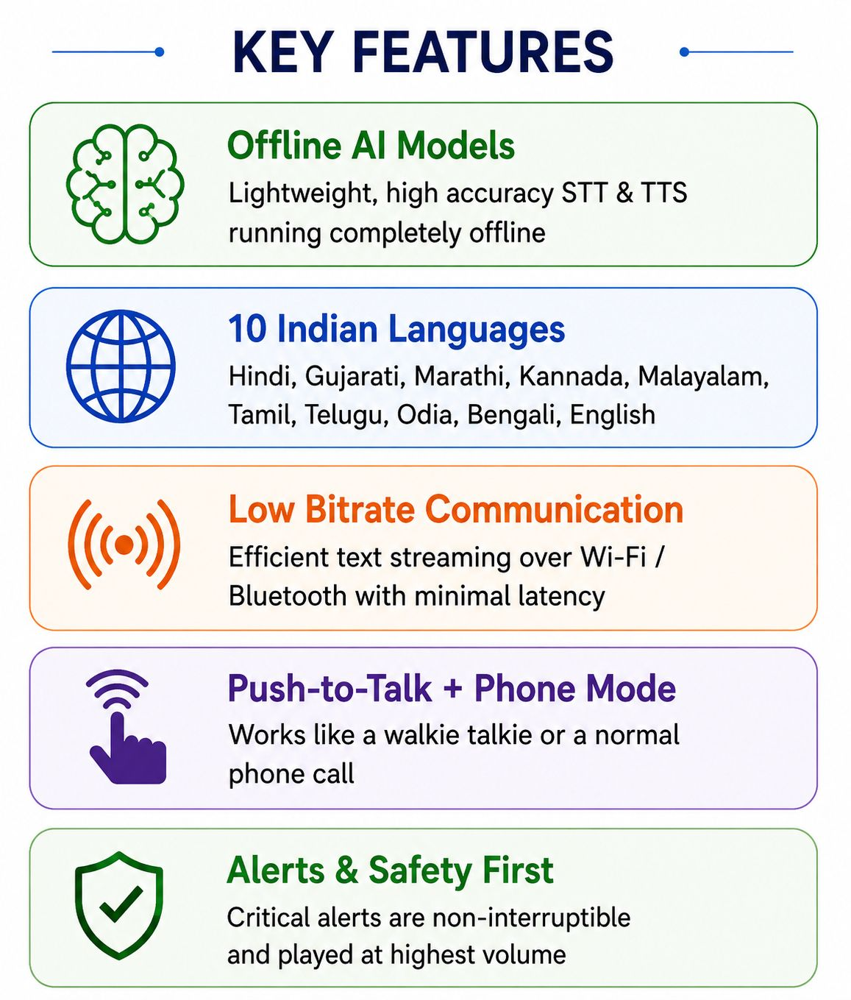 KEY FEATURES
Offline AI Models
Lightweight, high accuracy STT & TTS
running completely offline
10 Indian Languages
Hindi, Gujarati, Marathi, Kannada, Malayalam,
Tamil, Telugu, Odia, Bengali, English
Low Bitrate Communication
Efficient text streaming over Wi-Fi /
Bluetooth with minimal latency
Push-to-Talk + Phone Mode
Works like a walkie talkie or a normal
phone call
Alerts & Safety First
Critical alerts are non-interruptible
and played at highest volume